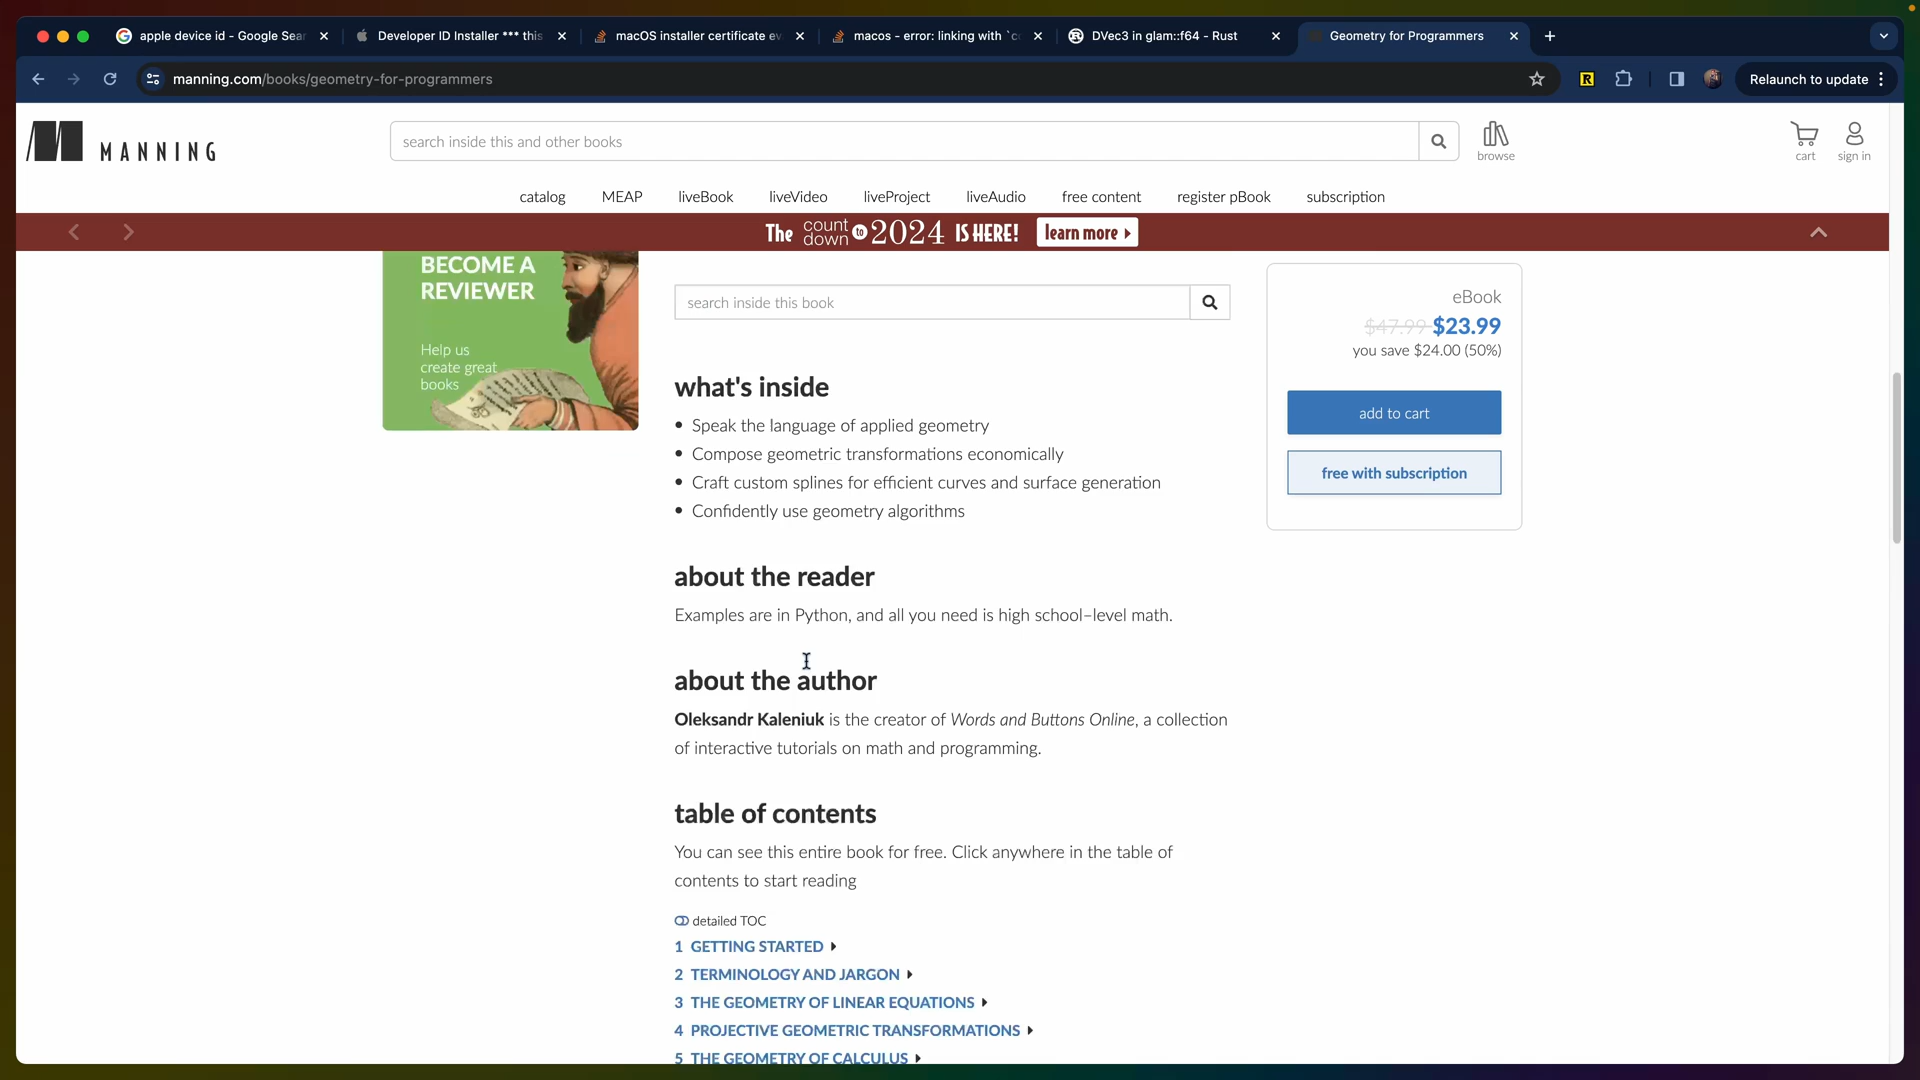 apple device id - Google Sear
Developer ID Installer *** this
macOS installer certificate ev
macos - error: linking with `c
DVec3 in glam::f64 - Rust
Geometry for Programmers
manning.com/books/geometry-for-programmers
R
Relaunch to update
MANNING
search inside this and other books
browse
cart
sign in
catalog
MEAP
liveBook
liveVideo
liveProject
liveAudio
free content
register pBook
subscription
The count down to 2024 IS HERE!
learn more
BECOME A
REVIEWER
Help us
create great
books
search inside this book
what's inside
• Speak the language of applied geometry
• Compose geometric transformations economically
• Craft custom splines for efficient curves and surface generation
• Confidently use geometry algorithms
about the reader
Examples are in Python, and all you need is high school–level math.
about the author
Oleksandr Kaleniuk is the creator of Words and Buttons Online, a collection
of interactive tutorials on math and programming.
table of contents
You can see this entire book for free. Click anywhere in the table of
contents to start reading
detailed TOC
1 GETTING STARTED
2 TERMINOLOGY AND JARGON
3 THE GEOMETRY OF LINEAR EQUATIONS
4 PROJECTIVE GEOMETRIC TRANSFORMATIONS
5 THE GEOMETRY OF CALCULUS
eBook
$47.99 $23.99
you save $24.00 (50%)
add to cart
free with subscription